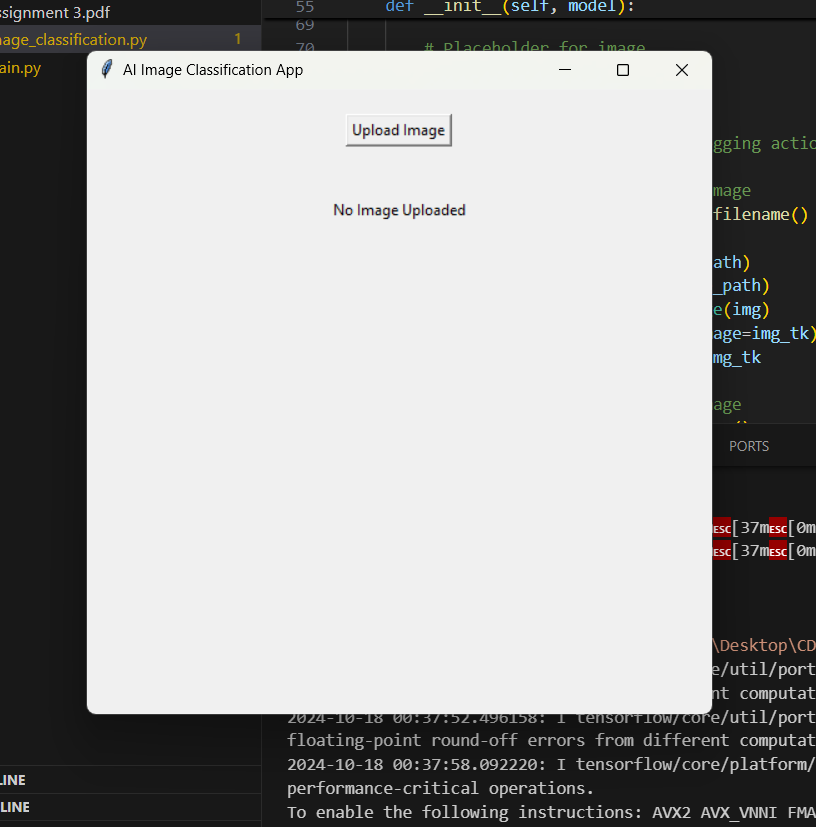 ssignment 3.pdf
age_classification.py 1
ain.py
55 def __init__(self, model):
69
70 # Placeholder for image
AI Image Classification App
Upload Image
No Image Uploaded
gging actio
mage
filename()
ath)
_path)
e(img)
age=img_tk)
mg_tk
age
PORTS
ESC[37mESC[0m
ESC[37mESC[0m
\Desktop\CD
e/util/port
nt computat
2024-10-18 00:37:52.496158: I tensorflow/core/util/port
floating-point round-off errors from different computat
2024-10-18 00:37:58.092220: I tensorflow/core/platform/
performance-critical operations.
To enable the following instructions: AVX2 AVX_VNNI FMA
LINE
LINE